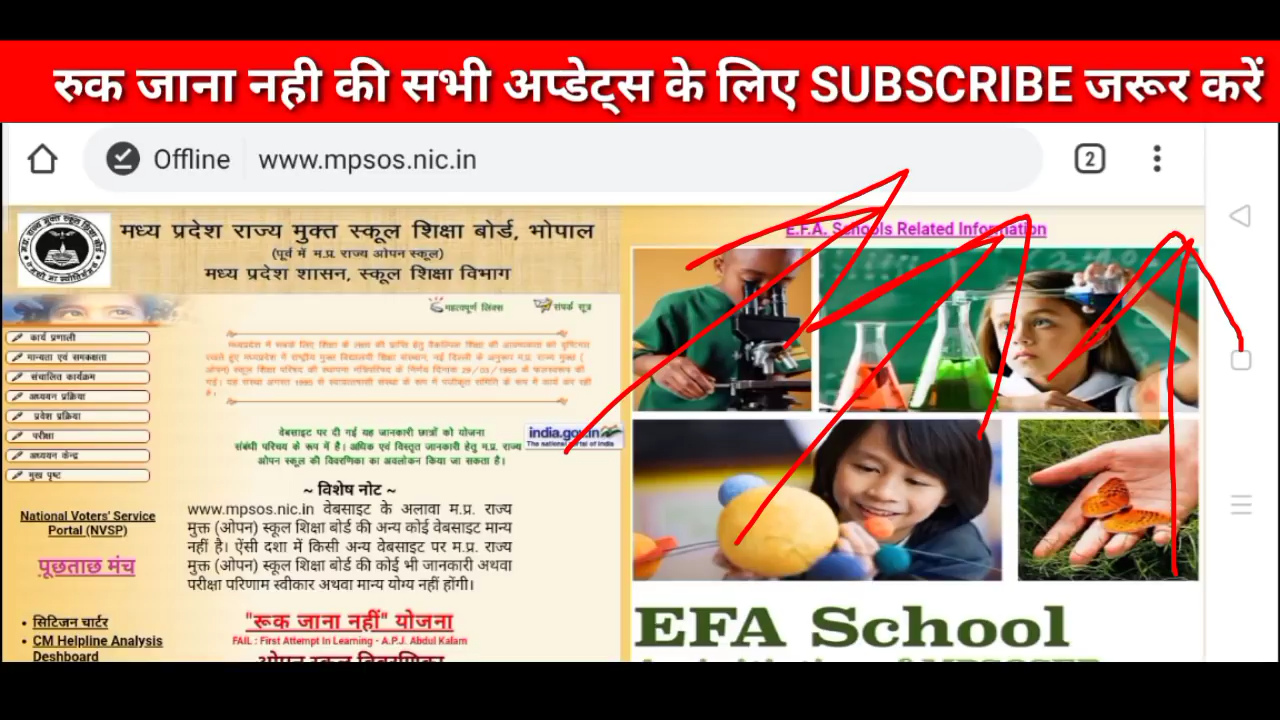 रुक जाना नही की सभी अप्डेट्स के लिए SUBSCRIBE जरूर करें
Offline www.mpsos.nic.in
2
मध्य प्रदेश राज्य मुक्त स्कूल शिक्षा बोर्ड, भोपाल
(पूर्व में म.प्र. राज्य ओपन स्कूल)
मध्य प्रदेश शासन, स्कूल शिक्षा विभाग
महत्वपूर्ण लिंक्स
संपर्क सूत्र
कार्य प्रणाली
मान्यता एवं समकक्षता
संचालित कार्यक्रम
अध्ययन प्रक्रिया
प्रवेश प्रक्रिया
परीक्षा
अध्ययन केन्द्र
मुख पृष्ट
National Voters' Service
Portal (NVSP)
पूछताछ मंच
सिटिजन चार्टर
CM Helpline Analysis
Deshboard
वेबसाइट पर दी गई यह जानकारी छात्रों को योजना
संबंधी परिचय के रूप में है। अधिक एवं विस्तृत जानकारी हेतु म.प्र. राज्य
ओपन स्कूल की विवरणिका का अवलोकन किया जा सकता है।
india.gov.in
The national portal of India
~ विशेष नोट ~
www.mpsos.nic.in वेबसाइट के अलावा म.प्र. राज्य
मुक्त (ओपन) स्कूल शिक्षा बोर्ड की अन्य कोई वेबसाइट मान्य
नहीं है। ऐंसी दशा में किसी अन्य वेबसाइट पर म.प्र. राज्य
मुक्त (ओपन) स्कूल शिक्षा बोर्ड की कोई भी जानकारी अथवा
परीक्षा परिणाम स्वीकार अथवा मान्य योग्य नहीं होंगी।
"रूक जाना नहीं" योजना
FAIL : First Attempt In Learning - A.P.J. Abdul Kalam
E.F.A. Schools Related Information
EFA School